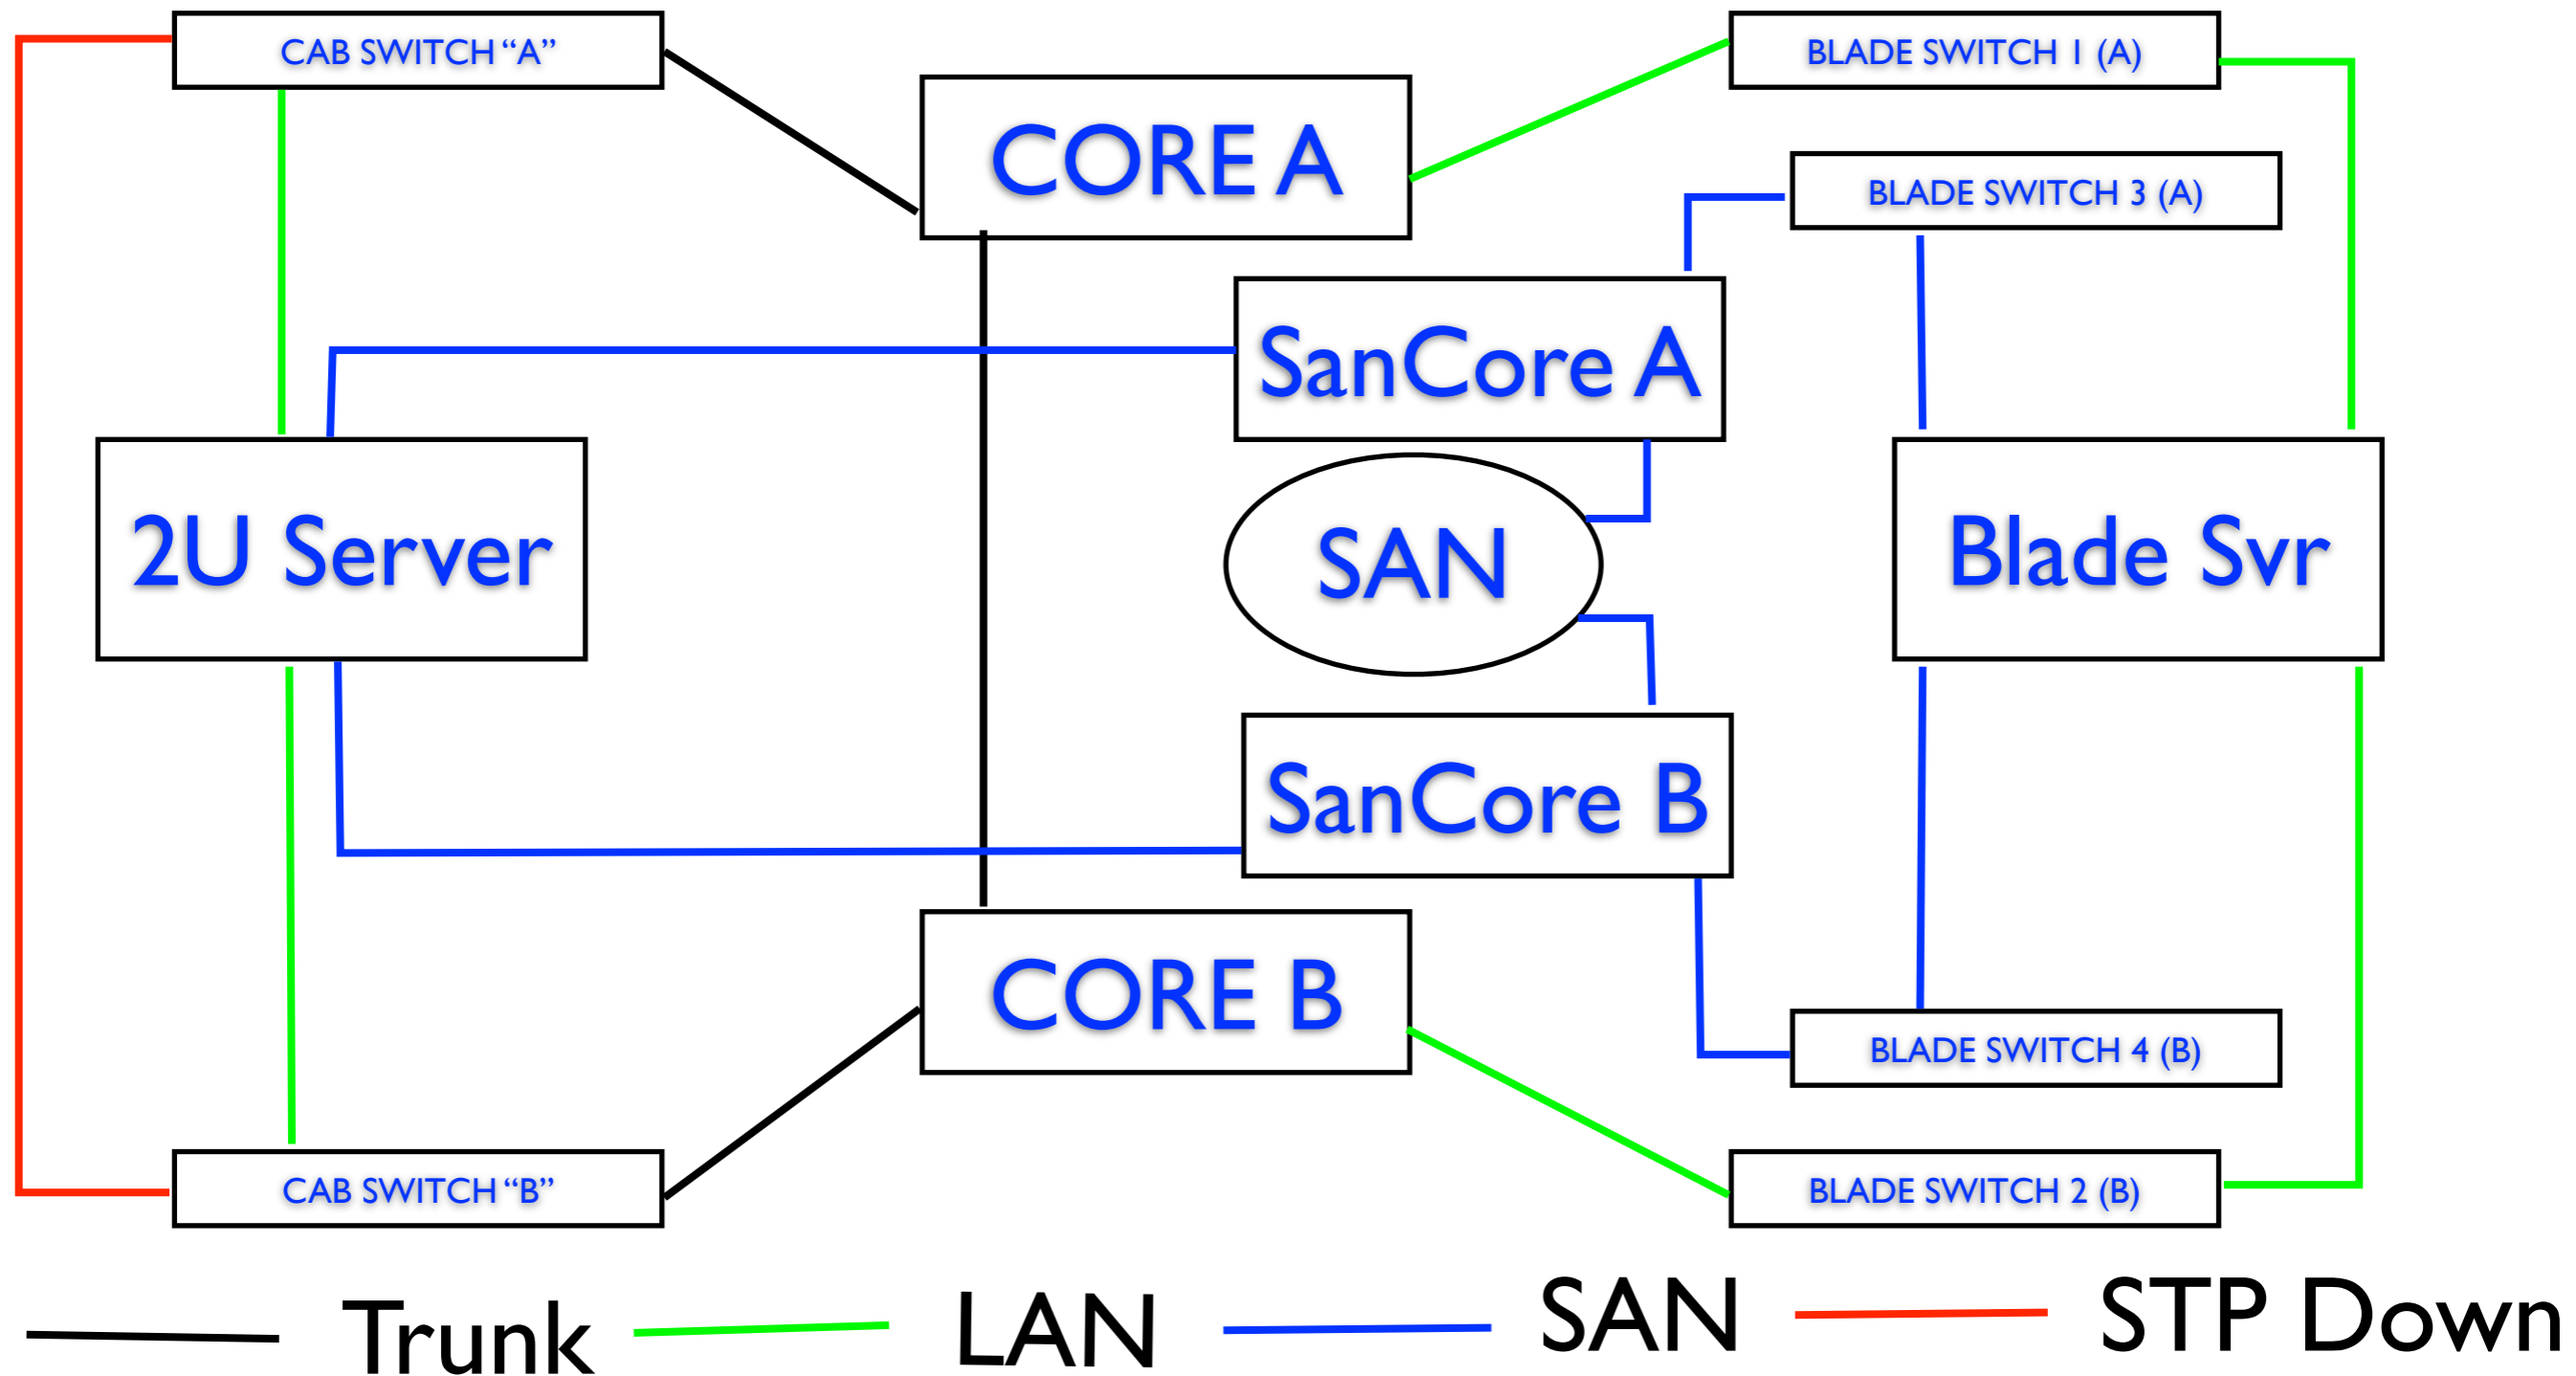 CAB SWITCH “A”
BLADE SWITCH 1 (A)
CORE A
BLADE SWITCH 3 (A)
SanCore A
2U Server
SAN
Blade Svr
SanCore B
CORE B
BLADE SWITCH 4 (B)
CAB SWITCH “B”
BLADE SWITCH 2 (B)
Trunk
LAN
SAN
STP Down